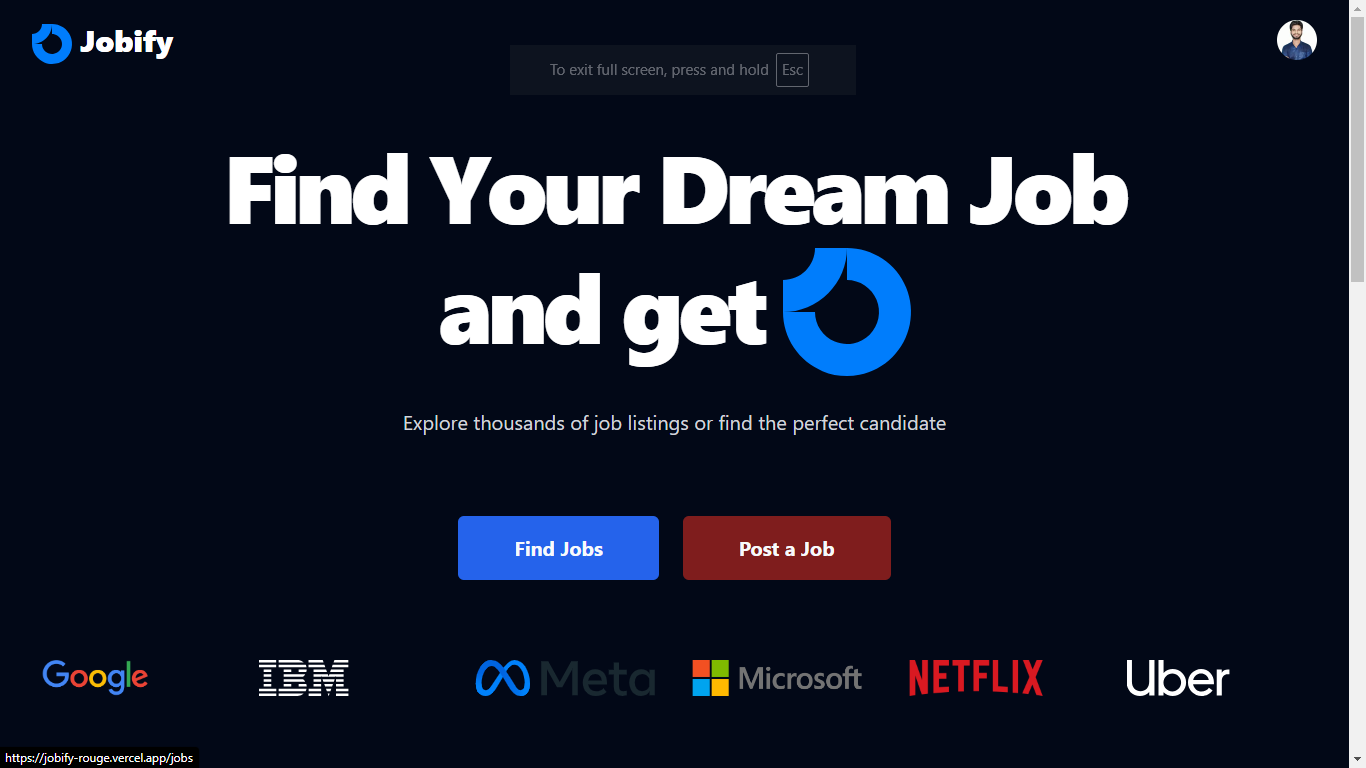 Jobify
To exit full screen, press and hold Esc
Find Your Dream Job
and get
Explore thousands of job listings or find the perfect candidate
Find Jobs
Post a Job
Google
IBM
Meta
Microsoft
NETFLIX
Uber
https://jobify-rouge.vercel.app/jobs